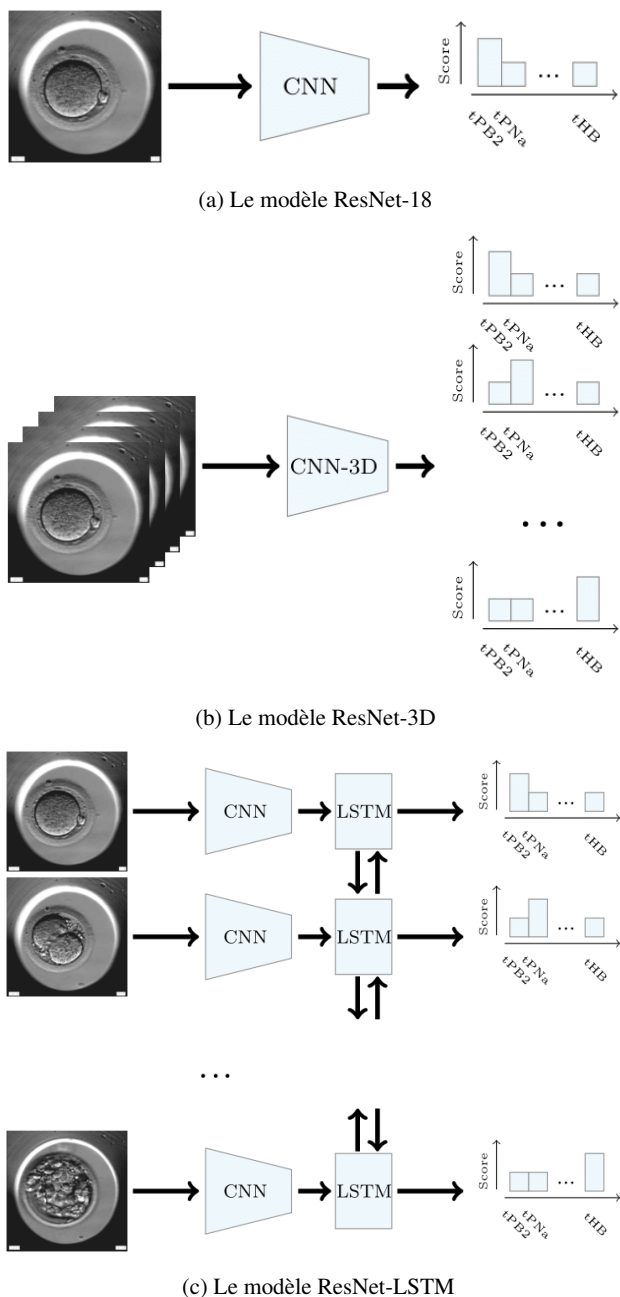 CNN
Score
tPB2
tPNa
...
tHB
(a) Le modèle ResNet-18
Score
tPB2
tPNa
...
tHB
Score
tPB2
tPNa
...
tHB
CNN-3D
...
Score
tPB2
tPNa
...
tHB
(b) Le modèle ResNet-3D
CNN
LSTM
Score
tPB2
tPNa
...
tHB
CNN
LSTM
Score
tPB2
tPNa
...
tHB
...
CNN
LSTM
Score
tPB2
tPNa
...
tHB
(c) Le modèle ResNet-LSTM